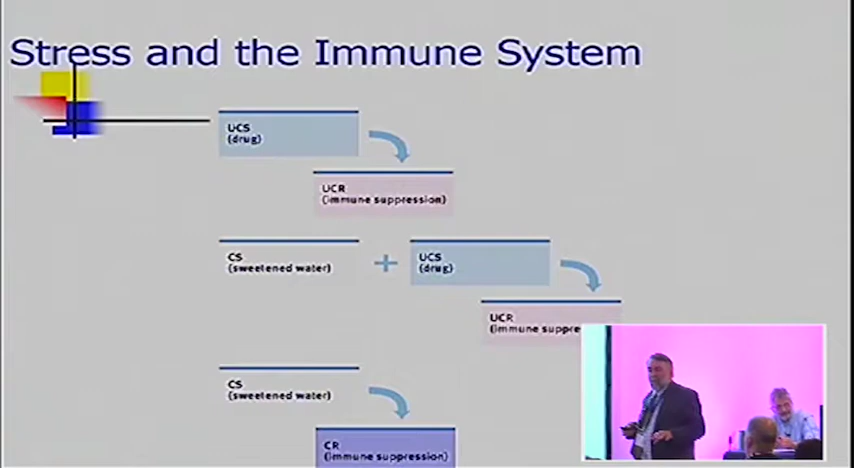 Stress and the Immune System
UCS
(drug)
UCR
(immune suppression)
CS
(sweetened water)
+
UCS
(drug)
UCR
(immune suppre
CS
(sweetened water)
CR
(immune suppression)